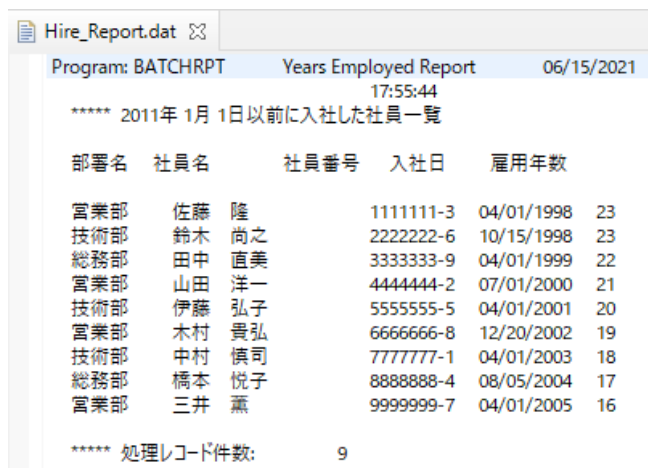 Hire_Report.dat
Program: BATCHRPT Years Employed Report 06/15/2021
17:55:44
***** 2011年 1月 1日以前に入社した社員一覧
部署名 社員名 社員番号 入社日 雇用年数
営業部 佐藤 隆 1111111-3 04/01/1998 23
技術部 鈴木 尚之 2222222-6 10/15/1998 23
総務部 田中 直美 3333333-9 04/01/1999 22
営業部 山田 洋一 4444444-2 07/01/2000 21
技術部 伊藤 弘子 5555555-5 04/01/2001 20
営業部 木村 貴弘 6666666-8 12/20/2002 19
技術部 中村 慎司 7777777-1 04/01/2003 18
総務部 橋本 悦子 8888888-4 08/05/2004 17
営業部 三井 薫 9999999-7 04/01/2005 16
***** 処理レコード件数: 9